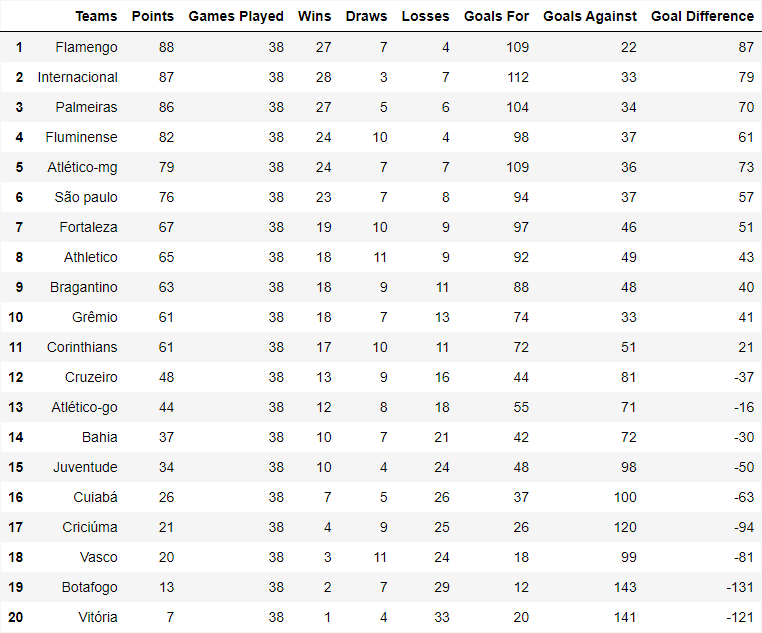 Teams Points Games Played Wins Draws Losses Goals For Goals Against Goal Difference
1 Flamengo 88 38 27 7 4 109 22 87
2 Internacional 87 38 28 3 7 112 33 79
3 Palmeiras 86 38 27 5 6 104 34 70
4 Fluminense 82 38 24 10 4 98 37 61
5 Atlético-mg 79 38 24 7 7 109 36 73
6 São paulo 76 38 23 7 8 94 37 57
7 Fortaleza 67 38 19 10 9 97 46 51
8 Athletico 65 38 18 11 9 92 49 43
9 Bragantino 63 38 18 9 11 88 48 40
10 Grêmio 61 38 18 7 13 74 33 41
11 Corinthians 61 38 17 10 11 72 51 21
12 Cruzeiro 48 38 13 9 16 44 81 -37
13 Atlético-go 44 38 12 8 18 55 71 -16
14 Bahia 37 38 10 7 21 42 72 -30
15 Juventude 34 38 10 4 24 48 98 -50
16 Cuiabá 26 38 7 5 26 37 100 -63
17 Criciúma 21 38 4 9 25 26 120 -94
18 Vasco 20 38 3 11 24 18 99 -81
19 Botafogo 13 38 2 7 29 12 143 -131
20 Vitória 7 38 1 4 33 20 141 -121